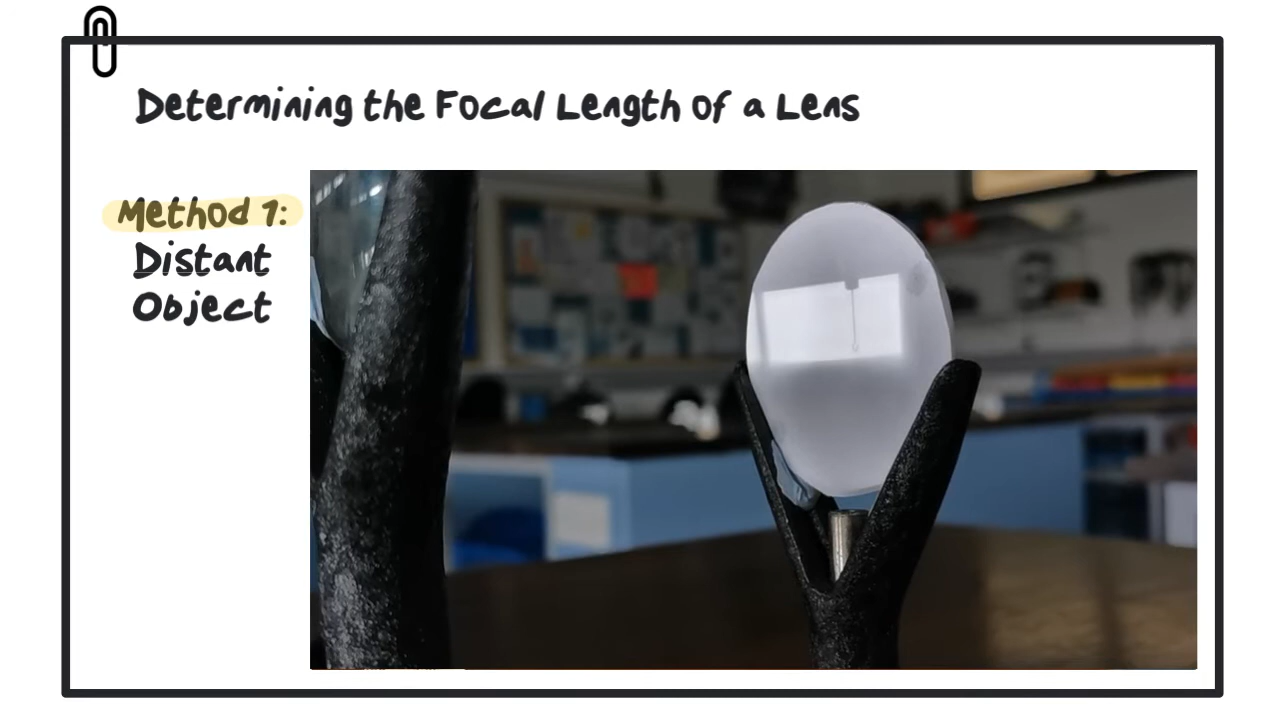 Determining the Focal Length of a Lens
Method 1:
Distant
Object